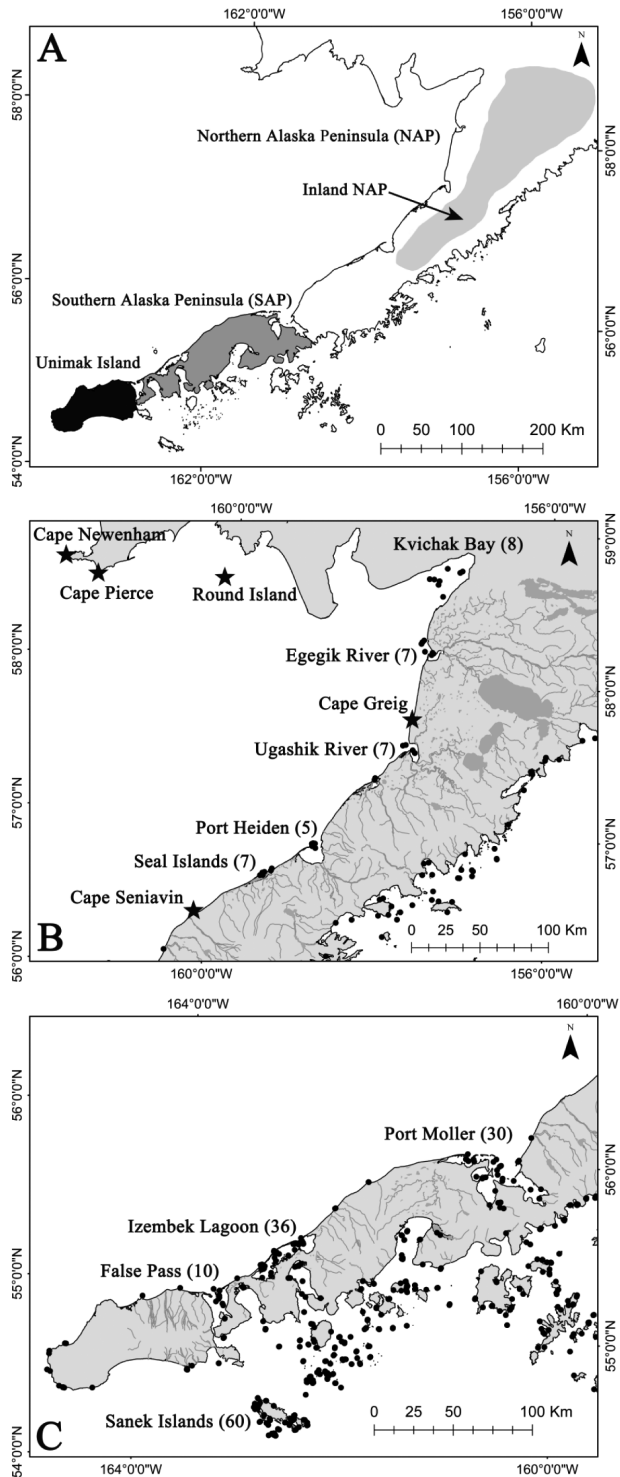 162°0'0"W
156°0'0"W
A
N
58°0'0"N
58°0'0"N
Northern Alaska Peninsula (NAP)
Inland NAP
56°0'0"N
56°0'0"N
Southern Alaska Peninsula (SAP)
Unimak Island
0 50 100 200 Km
54°0'0"N
162°0'0"W
156°0'0"W
160°0'0"W
156°0'0"W
59°0'0"N
N
Cape Newenham
Kvichak Bay (8)
Cape Pierce
Round Island
58°0'0"N
Egegik River (7)
58°0'0"N
Cape Greig
Ugashik River (7)
57°0'0"N
Port Heiden (5)
57°0'0"N
Seal Islands (7)
Cape Seniavin
0 25 50 100 Km
B
56°0'0"N
160°0'0"W
156°0'0"W
164°0'0"W
160°0'0"W
N
56°0'0"N
Port Moller (30)
56°0'0"N
Izembek Lagoon (36)
55°0'0"N
False Pass (10)
55°0'0"N
Sanek Islands (60)
0 25 50 100 Km
C
54°0'0"N
164°0'0"W
160°0'0"W